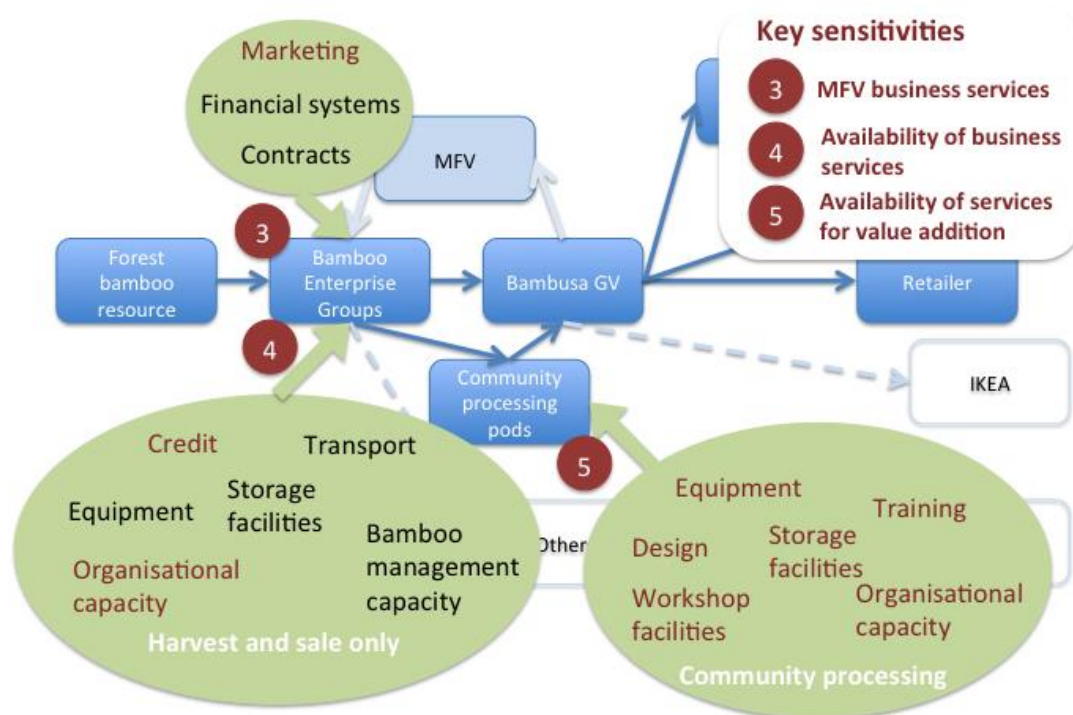 Marketing
Financial systems
Contracts
MFV
Key sensitivities
3 MFV business services
4 Availability of business
services
5 Availability of services
for value addition
3
Forest
bamboo
resource
Bamboo
Enterprise
Groups
Bambusa GV
Retailer
4
Community
processing
pods
IKEA
5
Credit
Transport
Equipment
Storage
facilities
Organisational
capacity
Bamboo
management
capacity
Harvest and sale only
Other
Equipment
Training
Design
Storage
facilities
Workshop
facilities
Organisational
capacity
Community processing